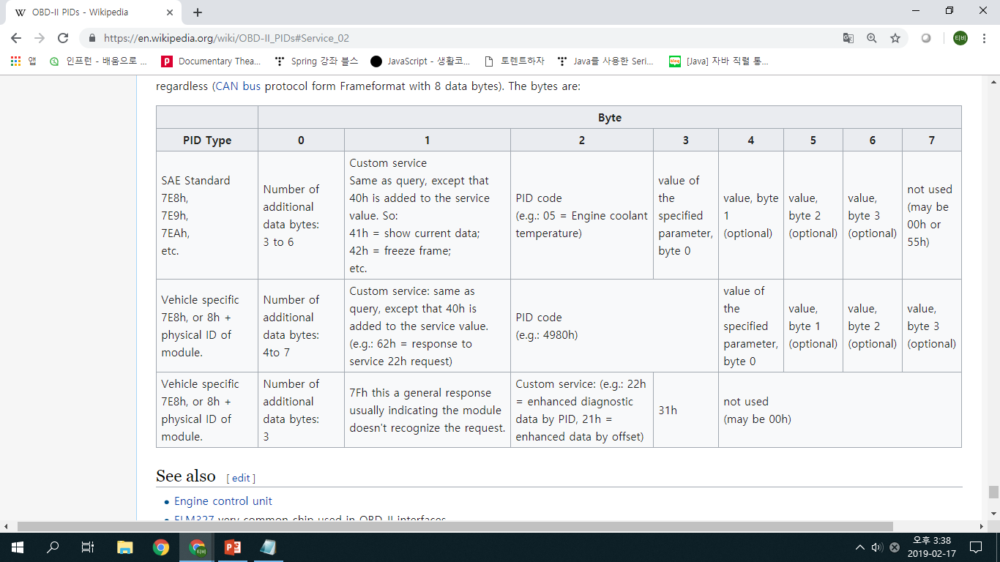 OBD-II PIDs - Wikipedia
https://en.wikipedia.org/wiki/OBD-II_PIDs#Service_02
티비
앱
인프런 - 배움으로 ...
Documentary Thea...
Spring 강좌 블스
JavaScript - 생활코...
토렌트하자
Java를 사용한 Seri...
[Java] 자바 직렬 통...
regardless (CAN bus protocol form Frameformat with 8 data bytes). The bytes are:
Byte
PID Type 0 1 2 3 4 5 6 7
SAE Standard
7E8h,
7E9h,
7EAh,
etc.
Number of
additional
data bytes:
3 to 6
Custom service
Same as query, except that
40h is added to the service
value. So:
41h = show current data;
42h = freeze frame;
etc.
PID code
(e.g.: 05 = Engine coolant
temperature)
value of
the
specified
parameter,
byte 0
value, byte
1
(optional)
value,
byte 2
(optional)
value,
byte 3
(optional)
not used
(may be
00h or
55h)
Vehicle specific
7E8h, or 8h +
physical ID of
module.
Number of
additional
data bytes:
4to 7
Custom service: same as
query, except that 40h is
added to the service value.
(e.g.: 62h = response to
service 22h request)
PID code
(e.g.: 4980h)
value of
the
specified
parameter,
byte 0
value,
byte 1
(optional)
value,
byte 2
(optional)
value,
byte 3
(optional)
Vehicle specific
7E8h, or 8h +
physical ID of
module.
Number of
additional
data bytes:
3
7Fh this a general response
usually indicating the module
doesn't recognize the request.
Custom service: (e.g.: 22h
= enhanced diagnostic
data by PID, 21h =
enhanced data by offset)
31h
not used
(may be 00h)
See also [ edit ]
Engine control unit
ELM327 very common chip used in OBD-II interfaces
티비
오후 3:38
2019-02-17